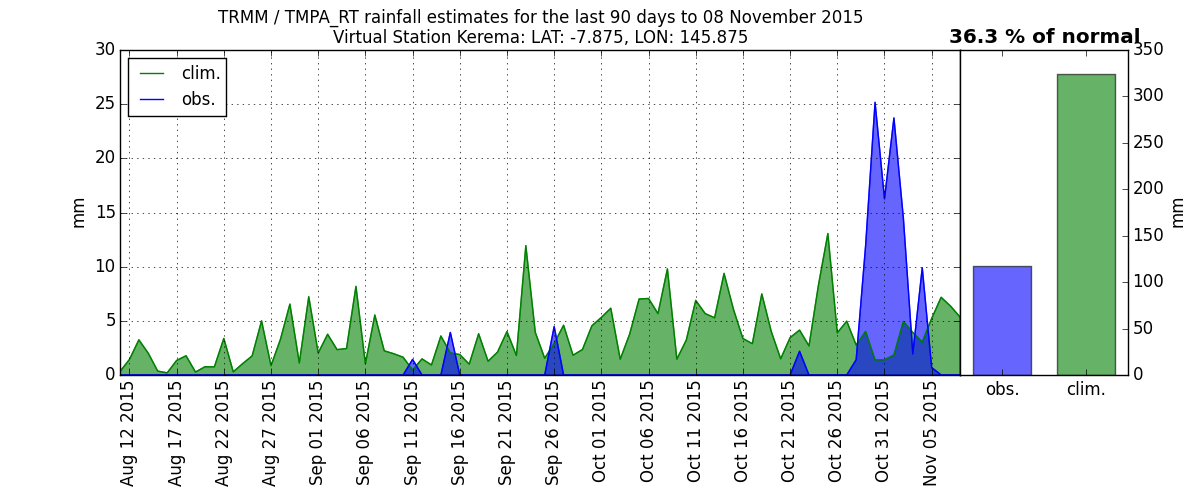 TRMM / TMPA_RT rainfall estimates for the last 90 days to 08 November 2015
Virtual Station Kerema: LAT: -7.875, LON: 145.875
36.3 % of normal
clim.
obs.
30
25
20
15
10
5
0
mm
350
300
250
200
150
100
50
0
mm
Aug 12 2015
Aug 17 2015
Aug 22 2015
Aug 27 2015
Sep 01 2015
Sep 06 2015
Sep 11 2015
Sep 16 2015
Sep 21 2015
Sep 26 2015
Oct 01 2015
Oct 06 2015
Oct 11 2015
Oct 16 2015
Oct 21 2015
Oct 26 2015
Oct 31 2015
Nov 05 2015
obs.
clim.